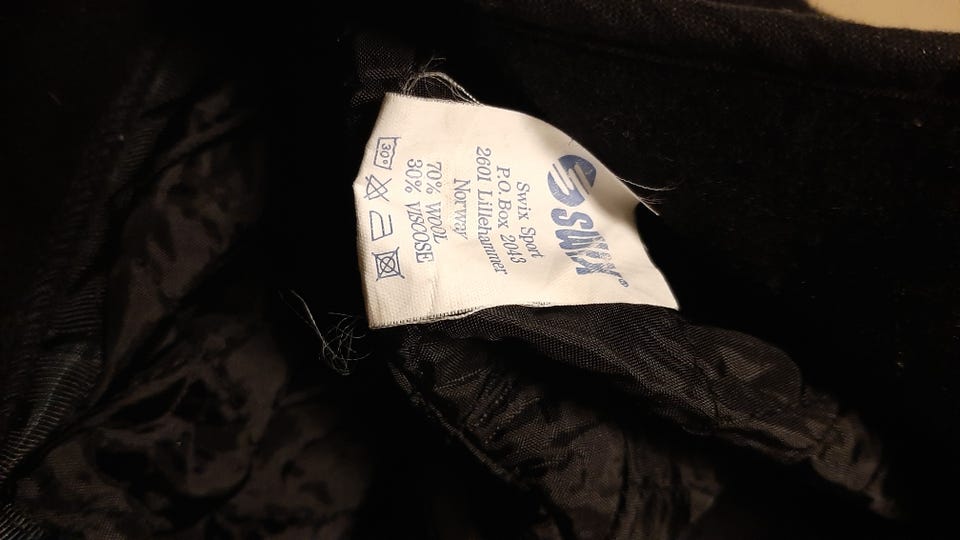 SWIX®
Swix Sport
P.O. Box 2043
2601 Lillehammer
Norway
70% WOOL
30% VISCOSE
30°